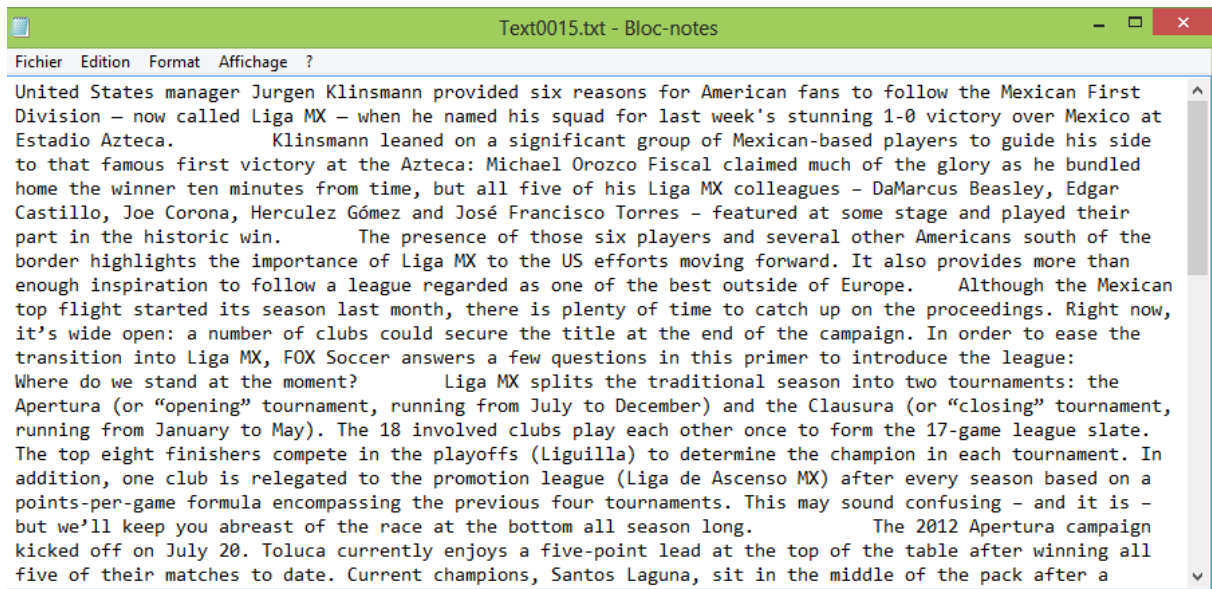 Text0015.txt - Bloc-notes
Fichier Edition Format Affichage ?
United States manager Jurgen Klinsmann provided six reasons for American fans to follow the Mexican First
Division — now called Liga MX — when he named his squad for last week's stunning 1-0 victory over Mexico at
Estadio Azteca.        Klinsmann leaned on a significant group of Mexican-based players to guide his side
to that famous first victory at the Azteca: Michael Orozco Fiscal claimed much of the glory as he bundled
home the winner ten minutes from time, but all five of his Liga MX colleagues – DaMarcus Beasley, Edgar
Castillo, Joe Corona, Herculez Gómez and José Francisco Torres – featured at some stage and played their
part in the historic win.       The presence of those six players and several other Americans south of the
border highlights the importance of Liga MX to the US efforts moving forward. It also provides more than
enough inspiration to follow a league regarded as one of the best outside of Europe.    Although the Mexican
top flight started its season last month, there is plenty of time to catch up on the proceedings. Right now,
it’s wide open: a number of clubs could secure the title at the end of the campaign. In order to ease the
transition into Liga MX, FOX Soccer answers a few questions in this primer to introduce the league:
Where do we stand at the moment?        Liga MX splits the traditional season into two tournaments: the
Apertura (or “opening” tournament, running from July to December) and the Clausura (or “closing” tournament,
running from January to May). The 18 involved clubs play each other once to form the 17-game league slate.
The top eight finishers compete in the playoffs (Liguilla) to determine the champion in each tournament. In
addition, one club is relegated to the promotion league (Liga de Ascenso MX) after every season based on a
points-per-game formula encompassing the previous four tournaments. This may sound confusing – and it is –
but we’ll keep you abreast of the race at the bottom all season long.           The 2012 Apertura campaign
kicked off on July 20. Toluca currently enjoys a five-point lead at the top of the table after winning all
five of their matches to date. Current champions, Santos Laguna, sit in the middle of the pack after a